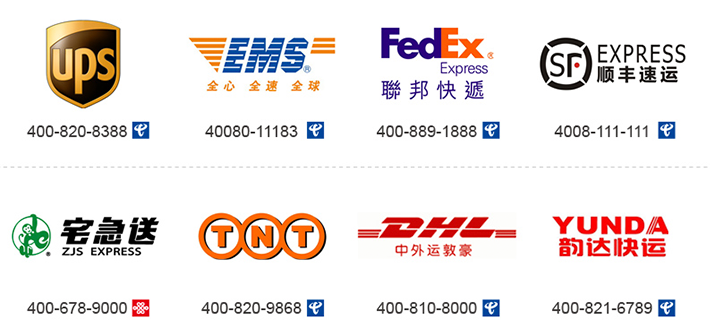 ups
EMS®
全心 全速 全球
FedEx®
Express
聯邦快遞
SF EXPRESS
顺丰速运
400-820-8388
40080-11183
400-889-1888
4008-111-111
宅急送
ZJS EXPRESS
®
TNT
DHL
中外运敦豪
YUNDA
韵达快运
400-678-9000
400-820-9868
400-810-8000
400-821-6789